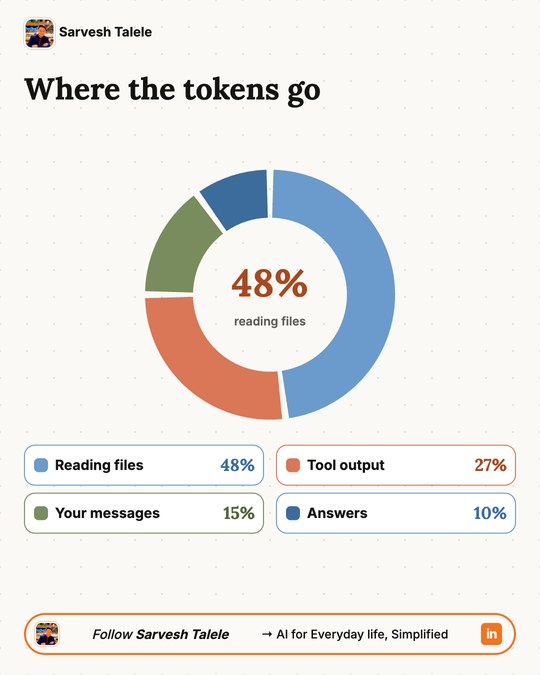 Sarvesh Talele
Where the tokens go
48%
reading files
Reading files 48%
Tool output 27%
Your messages 15%
Answers 10%
Follow Sarvesh Talele → AI for Everyday life, Simplified in